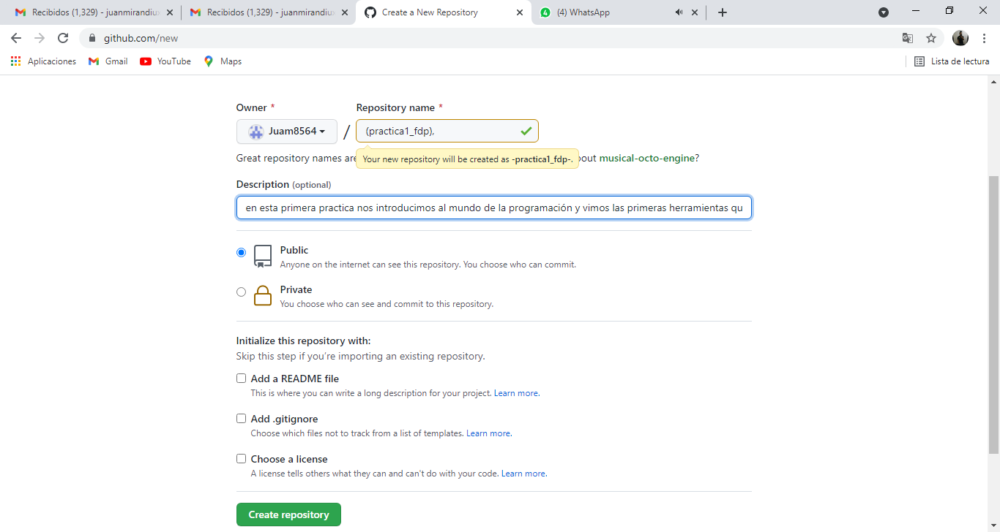 Recibidos (1,329) - juanmirandiux
Recibidos (1,329) - juanmirandiux
Create a New Repository
4 (4) WhatsApp
github.com/new
Aplicaciones Gmail YouTube Maps Lista de lectura
Owner * Repository name *
Juam8564 / (practica1_fdp),
Great repository names are bout musical-octo-engine?
Your new repository will be created as -practica1_fdp-.
Description (optional)
en esta primera practica nos introducimos al mundo de la programación y vimos las primeras herramientas qu
Public
Anyone on the internet can see this repository. You choose who can commit.
Private
You choose who can see and commit to this repository.
Initialize this repository with:
Skip this step if you're importing an existing repository.
Add a README file
This is where you can write a long description for your project. Learn more.
Add .gitignore
Choose which files not to track from a list of templates. Learn more.
Choose a license
A license tells others what they can and can't do with your code. Learn more.
Create repository